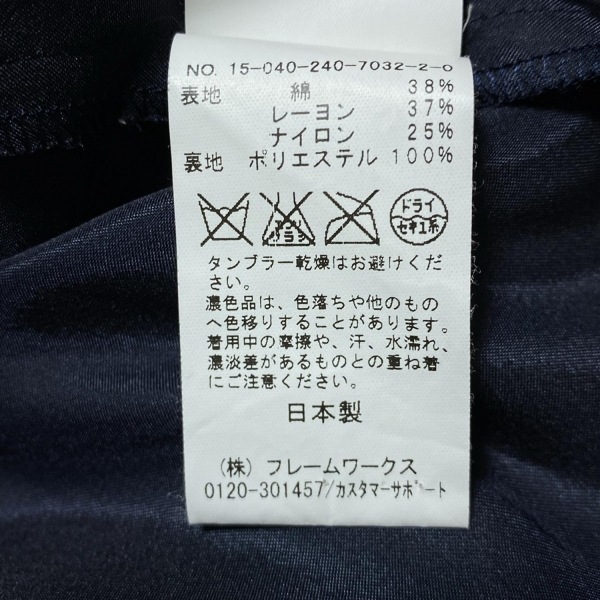 NO. 15-040-240-7032-2-0
表地 綿 38%
レーヨン 37%
ナイロン 25%
裏地 ポリエステル 100%
エンソ サラシ
ドライ
セキユ系
タンブラー乾燥はお避けくだ
さい。
濃色品は、色落ちや他のもの
へ色移りすることがあります。
着用中の摩擦や、汗、水濡れ、
濃淡差があるものとの重ね着
にご注意ください。
日本製
(株) フレームワークス
0120-301457/カスタマーサポート